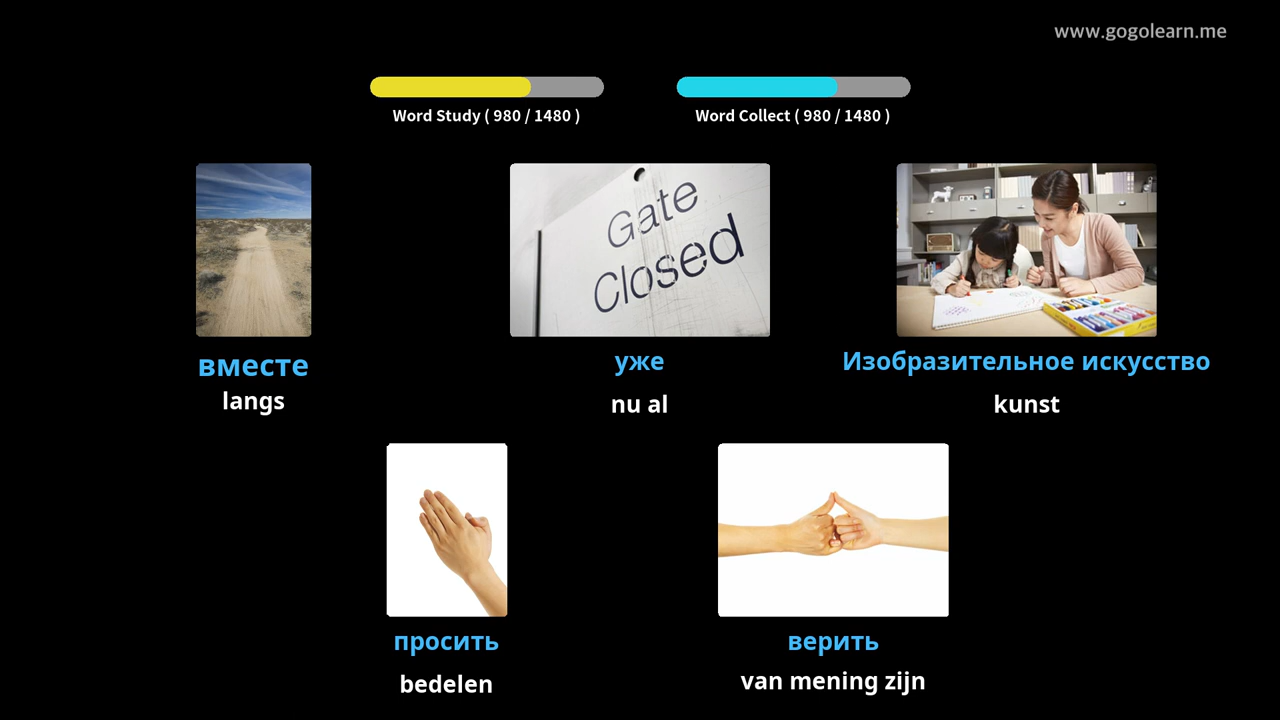 www.gogolearn.me
Word Study ( 980 / 1480 )
Word Collect ( 980 / 1480 )
Gate
Closed
вместе
langs
уже
nu al
Изобразительное искусство
kunst
просить
bedelen
верить
van mening zijn